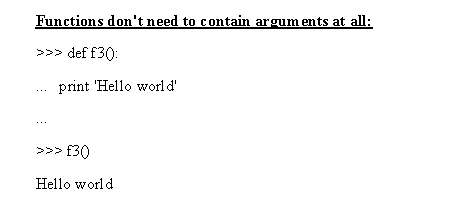 Functions don't need to contain arguments at all:
>>> def f3():
...   print 'Hello world'
...
>>> f3()
Hello world